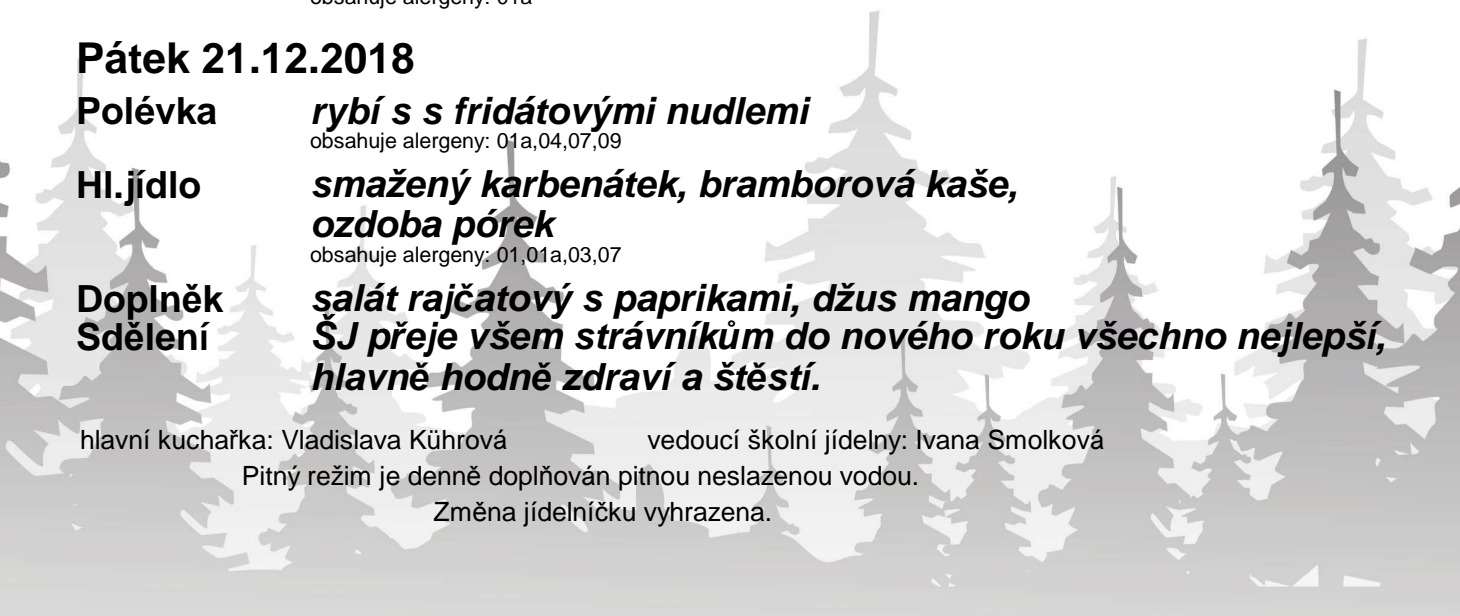 obsahuje alergeny: 01a
Pátek 21.12.2018
Polévka rybí s s fridátovými nudlemi
obsahuje alergeny: 01a,04,07,09
Hl.jídlo smažený karbenátek, bramborová kaše,
ozdoba pórek
obsahuje alergeny: 01,01a,03,07
Doplněk salát rajčatový s paprikami, džus mango
Sdělení ŠJ přeje všem strávníkům do nového roku všechno nejlepší,
hlavně hodně zdraví a štěstí.
hlavní kuchařka: Vladislava Kührová vedoucí školní jídelny: Ivana Smolková
Pitný režim je denně doplňován pitnou neslazenou vodou.
Změna jídelníčku vyhrazena.